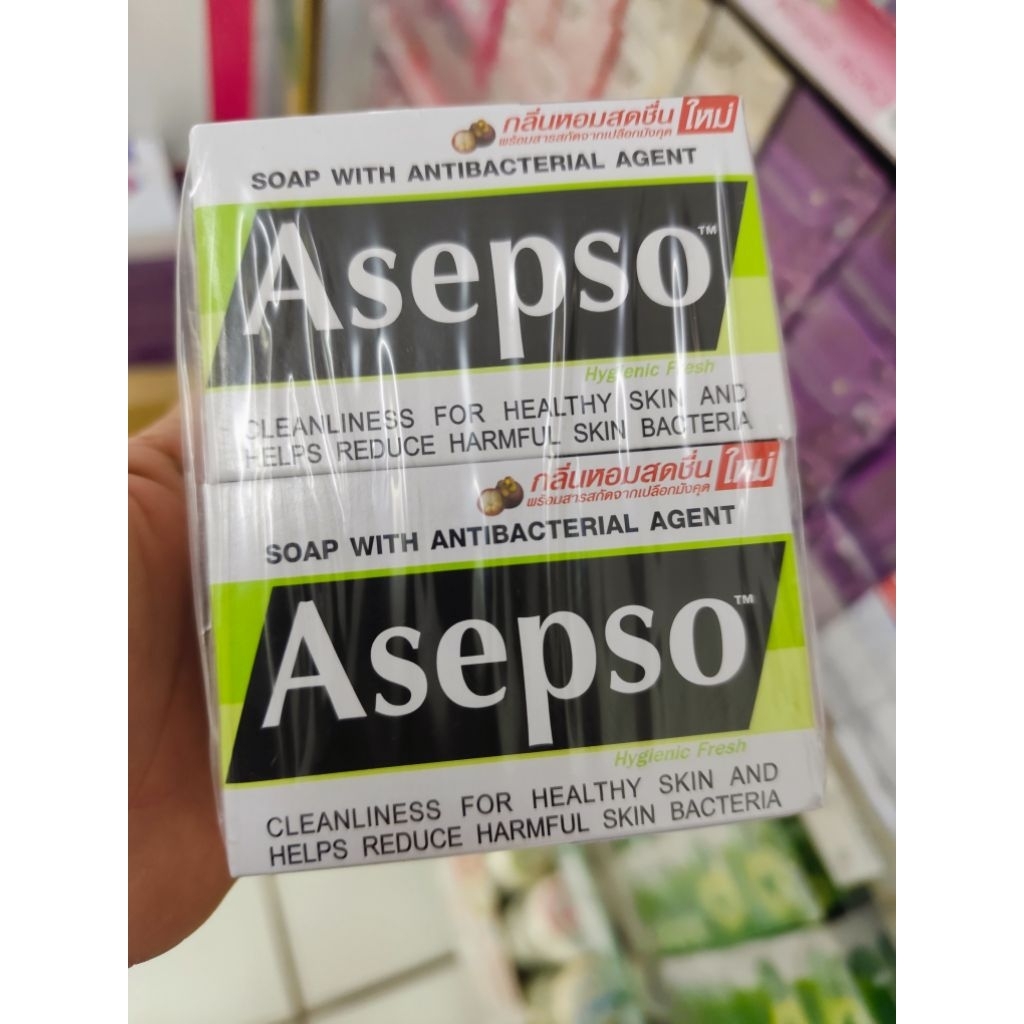 กลิ่นหอมสดชื่น ใหม่
พร้อมสารสกัดจากเปลือกมังคุด
SOAP WITH ANTIBACTERIAL AGENT
Asepso™
Hygienic Fresh
CLEANLINESS FOR HEALTHY SKIN AND
HELPS REDUCE HARMFUL SKIN BACTERIA
กลิ่นหอมสดชื่น ใหม่
พร้อมสารสกัดจากเปลือกมังคุด
SOAP WITH ANTIBACTERIAL AGENT
Asepso™
Hygienic Fresh
CLEANLINESS FOR HEALTHY SKIN AND
HELPS REDUCE HARMFUL SKIN BACTERIA